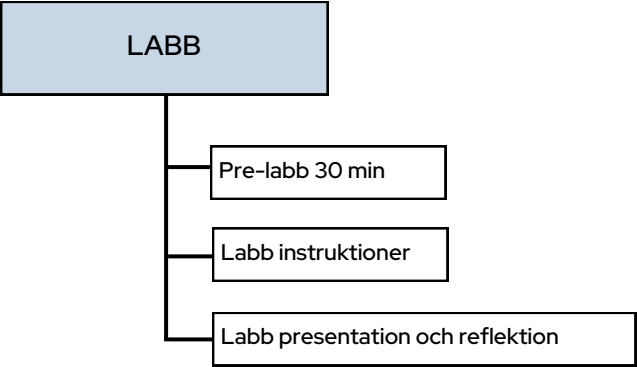 LABB
Pre-labb 30 min
Labb instruktioner
Labb presentation och reflektion